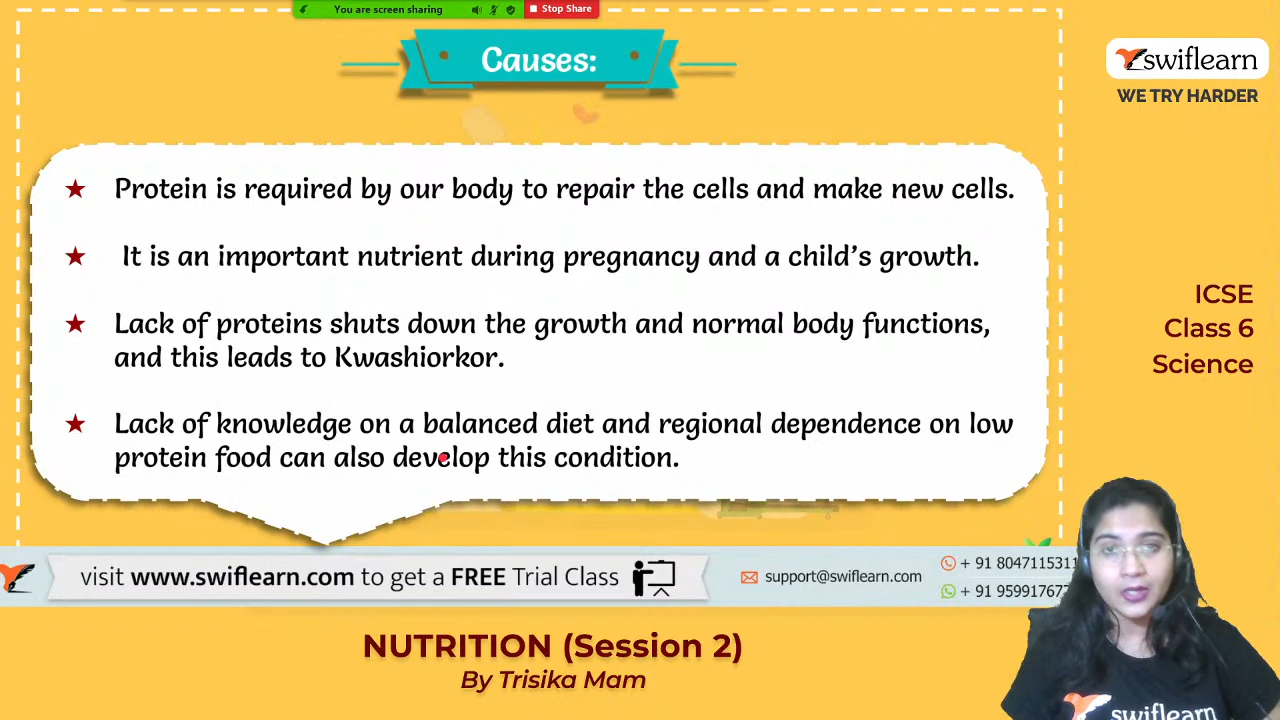 You are screen sharing
Stop Share
Causes:
swiflearn
WE TRY HARDER
Protein is required by our body to repair the cells and make new cells.
It is an important nutrient during pregnancy and a child's growth.
Lack of proteins shuts down the growth and normal body functions,
and this leads to Kwashiorkor.
Lack of knowledge on a balanced diet and regional dependence on low
protein food can also develop this condition.
ICSE
Class 6
Science
visit www.swiflearn.com to get a FREE Trial Class
support@swiflearn.com
+ 91 8047115311
+ 91 9599176
NUTRITION (Session 2)
By Trisika Mam
swiflearn